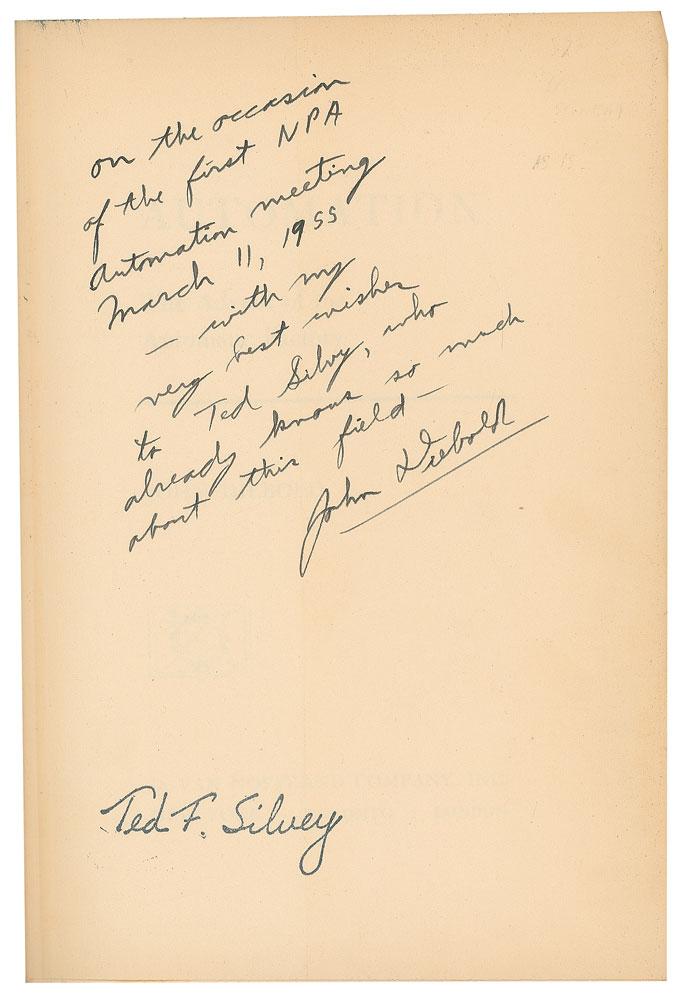 on the occasion
of the first NPA
Automation meeting
March 11, 1955
— with my
very best wishes
to Ted Silvy, who
already knows so much
about this field —
John Diebold
Ted F. Silvey